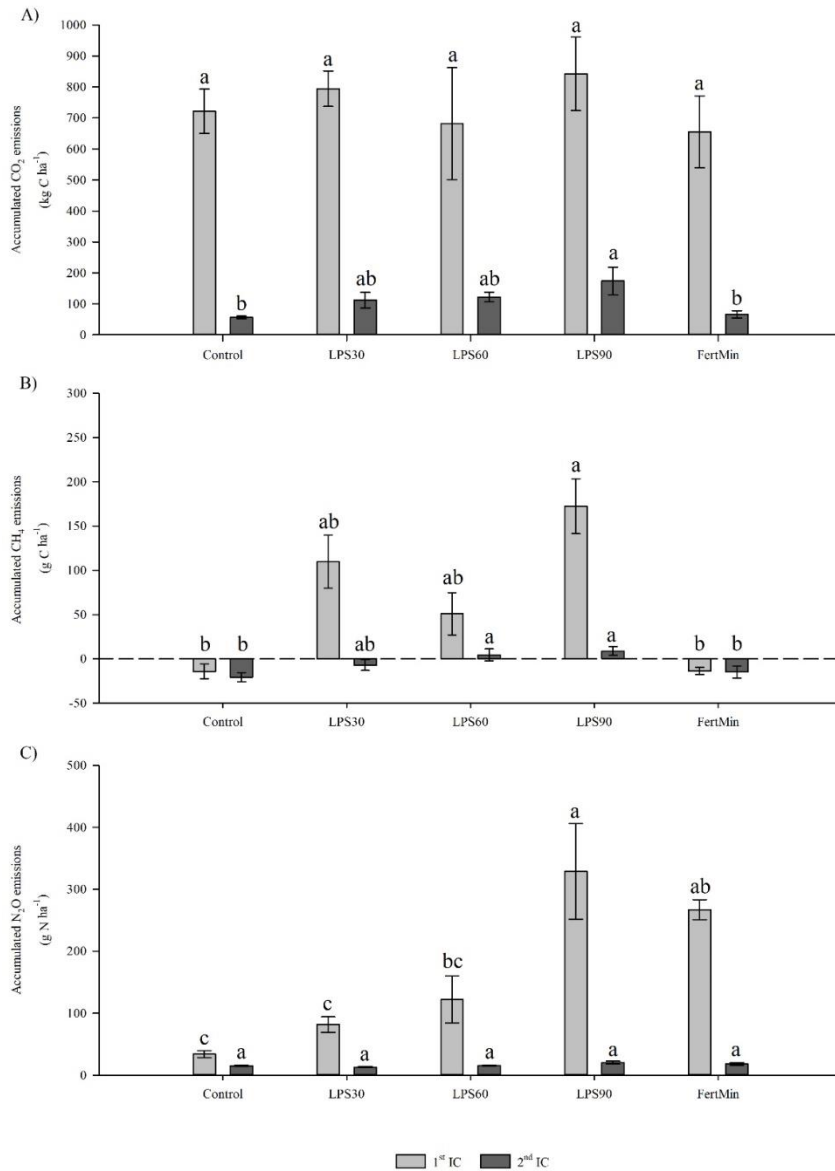 A)
Accumulated CO₂ emissions
(kg C ha⁻¹)
1000
900
800
700
600
500
400
300
200
100
0
a
b
a
ab
a
ab
a
a
a
b
Control
LPS30
LPS60
LPS90
FertMin
B)
Accumulated CH₄ emissions
(g C ha⁻¹)
300
250
200
150
100
50
0
-50
b
b
ab
ab
ab
a
a
a
b
b
Control
LPS30
LPS60
LPS90
FertMin
C)
Accumulated N₂O emissions
(g N ha⁻¹)
500
400
300
200
100
0
c
a
c
a
bc
a
a
a
ab
a
Control
LPS30
LPS60
LPS90
FertMin
1st IC
2nd IC